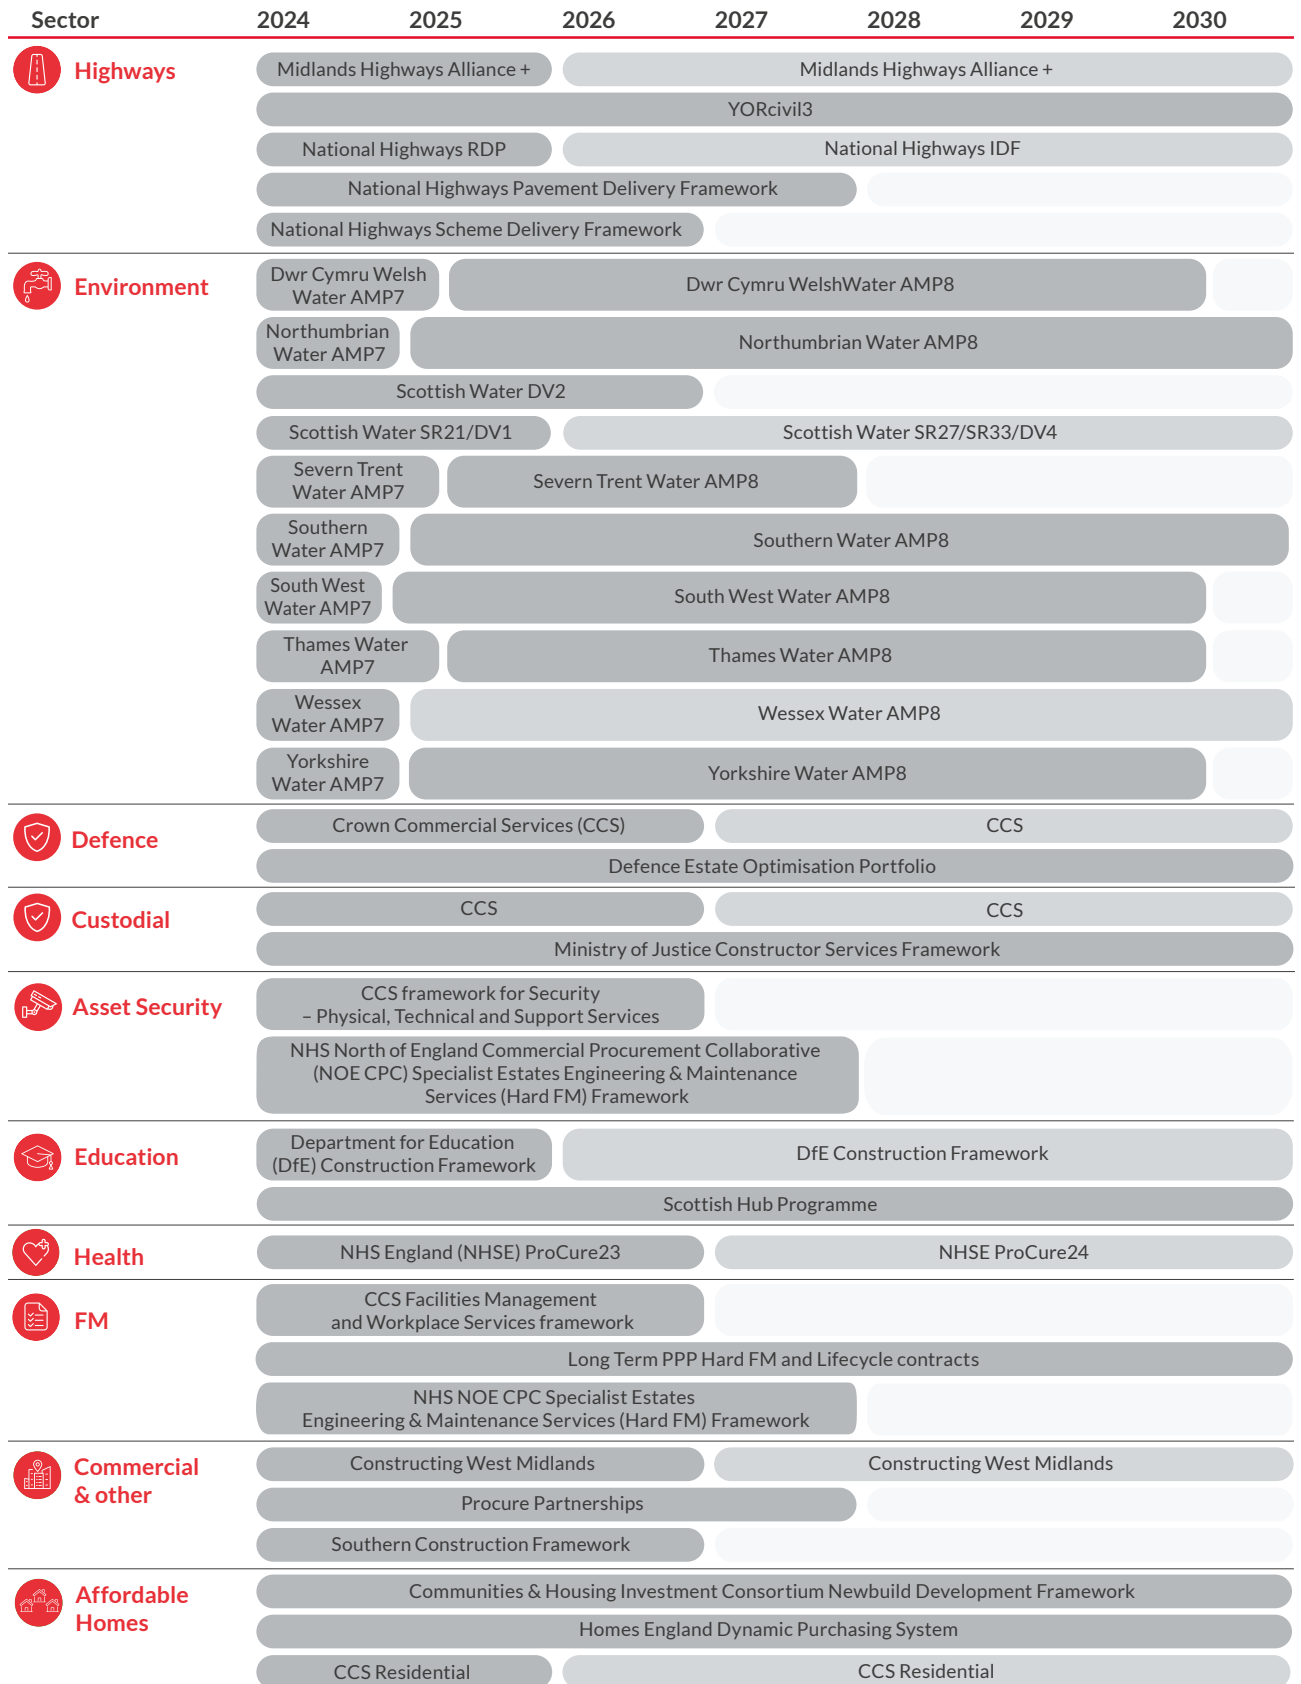 Sector 2024 2025 2026 2027 2028 2029 2030
Highways
Midlands Highways Alliance + Midlands Highways Alliance +
YORcivil3
National Highways RDP National Highways IDF
National Highways Pavement Delivery Framework
National Highways Scheme Delivery Framework
Environment
Dwr Cymru Welsh
Water AMP7
Dwr Cymru WelshWater AMP8
Northumbrian
Water AMP7
Northumbrian Water AMP8
Scottish Water DV2
Scottish Water SR21/DV1 Scottish Water SR27/SR33/DV4
Severn Trent
Water AMP7
Severn Trent Water AMP8
Southern
Water AMP7
Southern Water AMP8
South West
Water AMP7
South West Water AMP8
Thames Water
AMP7
Thames Water AMP8
Wessex
Water AMP7
Wessex Water AMP8
Yorkshire
Water AMP7
Yorkshire Water AMP8
Defence
Crown Commercial Services (CCS) CCS
Defence Estate Optimisation Portfolio
Custodial
CCS CCS
Ministry of Justice Constructor Services Framework
Asset Security
CCS framework for Security
– Physical, Technical and Support Services
NHS North of England Commercial Procurement Collaborative
(NOE CPC) Specialist Estates Engineering & Maintenance
Services (Hard FM) Framework
Education
Department for Education
(DfE) Construction Framework
DfE Construction Framework
Scottish Hub Programme
Health
NHS England (NHSE) ProCure23 NHSE ProCure24
FM
CCS Facilities Management
and Workplace Services framework
Long Term PPP Hard FM and Lifecycle contracts
NHS NOE CPC Specialist Estates
Engineering & Maintenance Services (Hard FM) Framework
Commercial
& other
Constructing West Midlands Constructing West Midlands
Procure Partnerships
Southern Construction Framework
Affordable
Homes
Communities & Housing Investment Consortium Newbuild Development Framework
Homes England Dynamic Purchasing System
CCS Residential CCS Residential